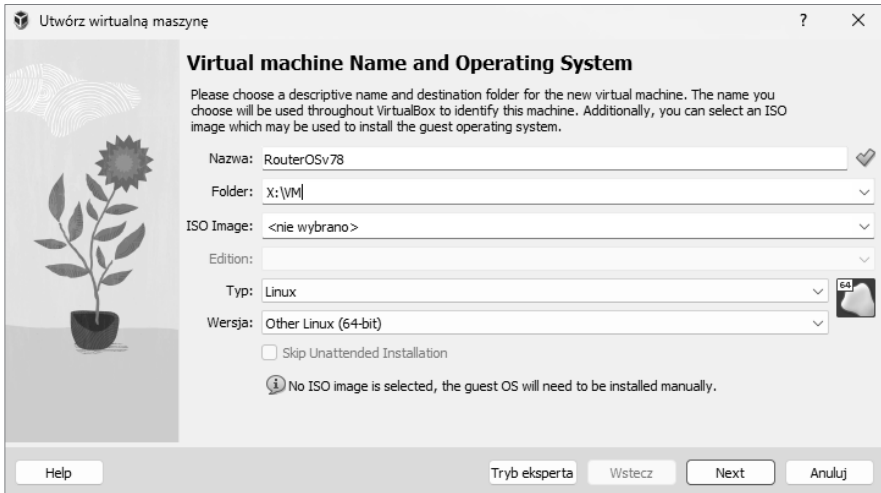 Utwórz wirtualną maszynę
?
Virtual machine Name and Operating System
Please choose a descriptive name and destination folder for the new virtual machine. The name you
choose will be used throughout VirtualBox to identify this machine. Additionally, you can select an ISO
image which may be used to install the guest operating system.
Nazwa: RouterOSv78
Folder: X:\VM
ISO Image: <nie wybrano>
Edition:
Typ: Linux
64
Wersja: Other Linux (64-bit)
Skip Unattended Installation
No ISO image is selected, the guest OS will need to be installed manually.
Help Tryb eksperta Wstecz Next Anuluj